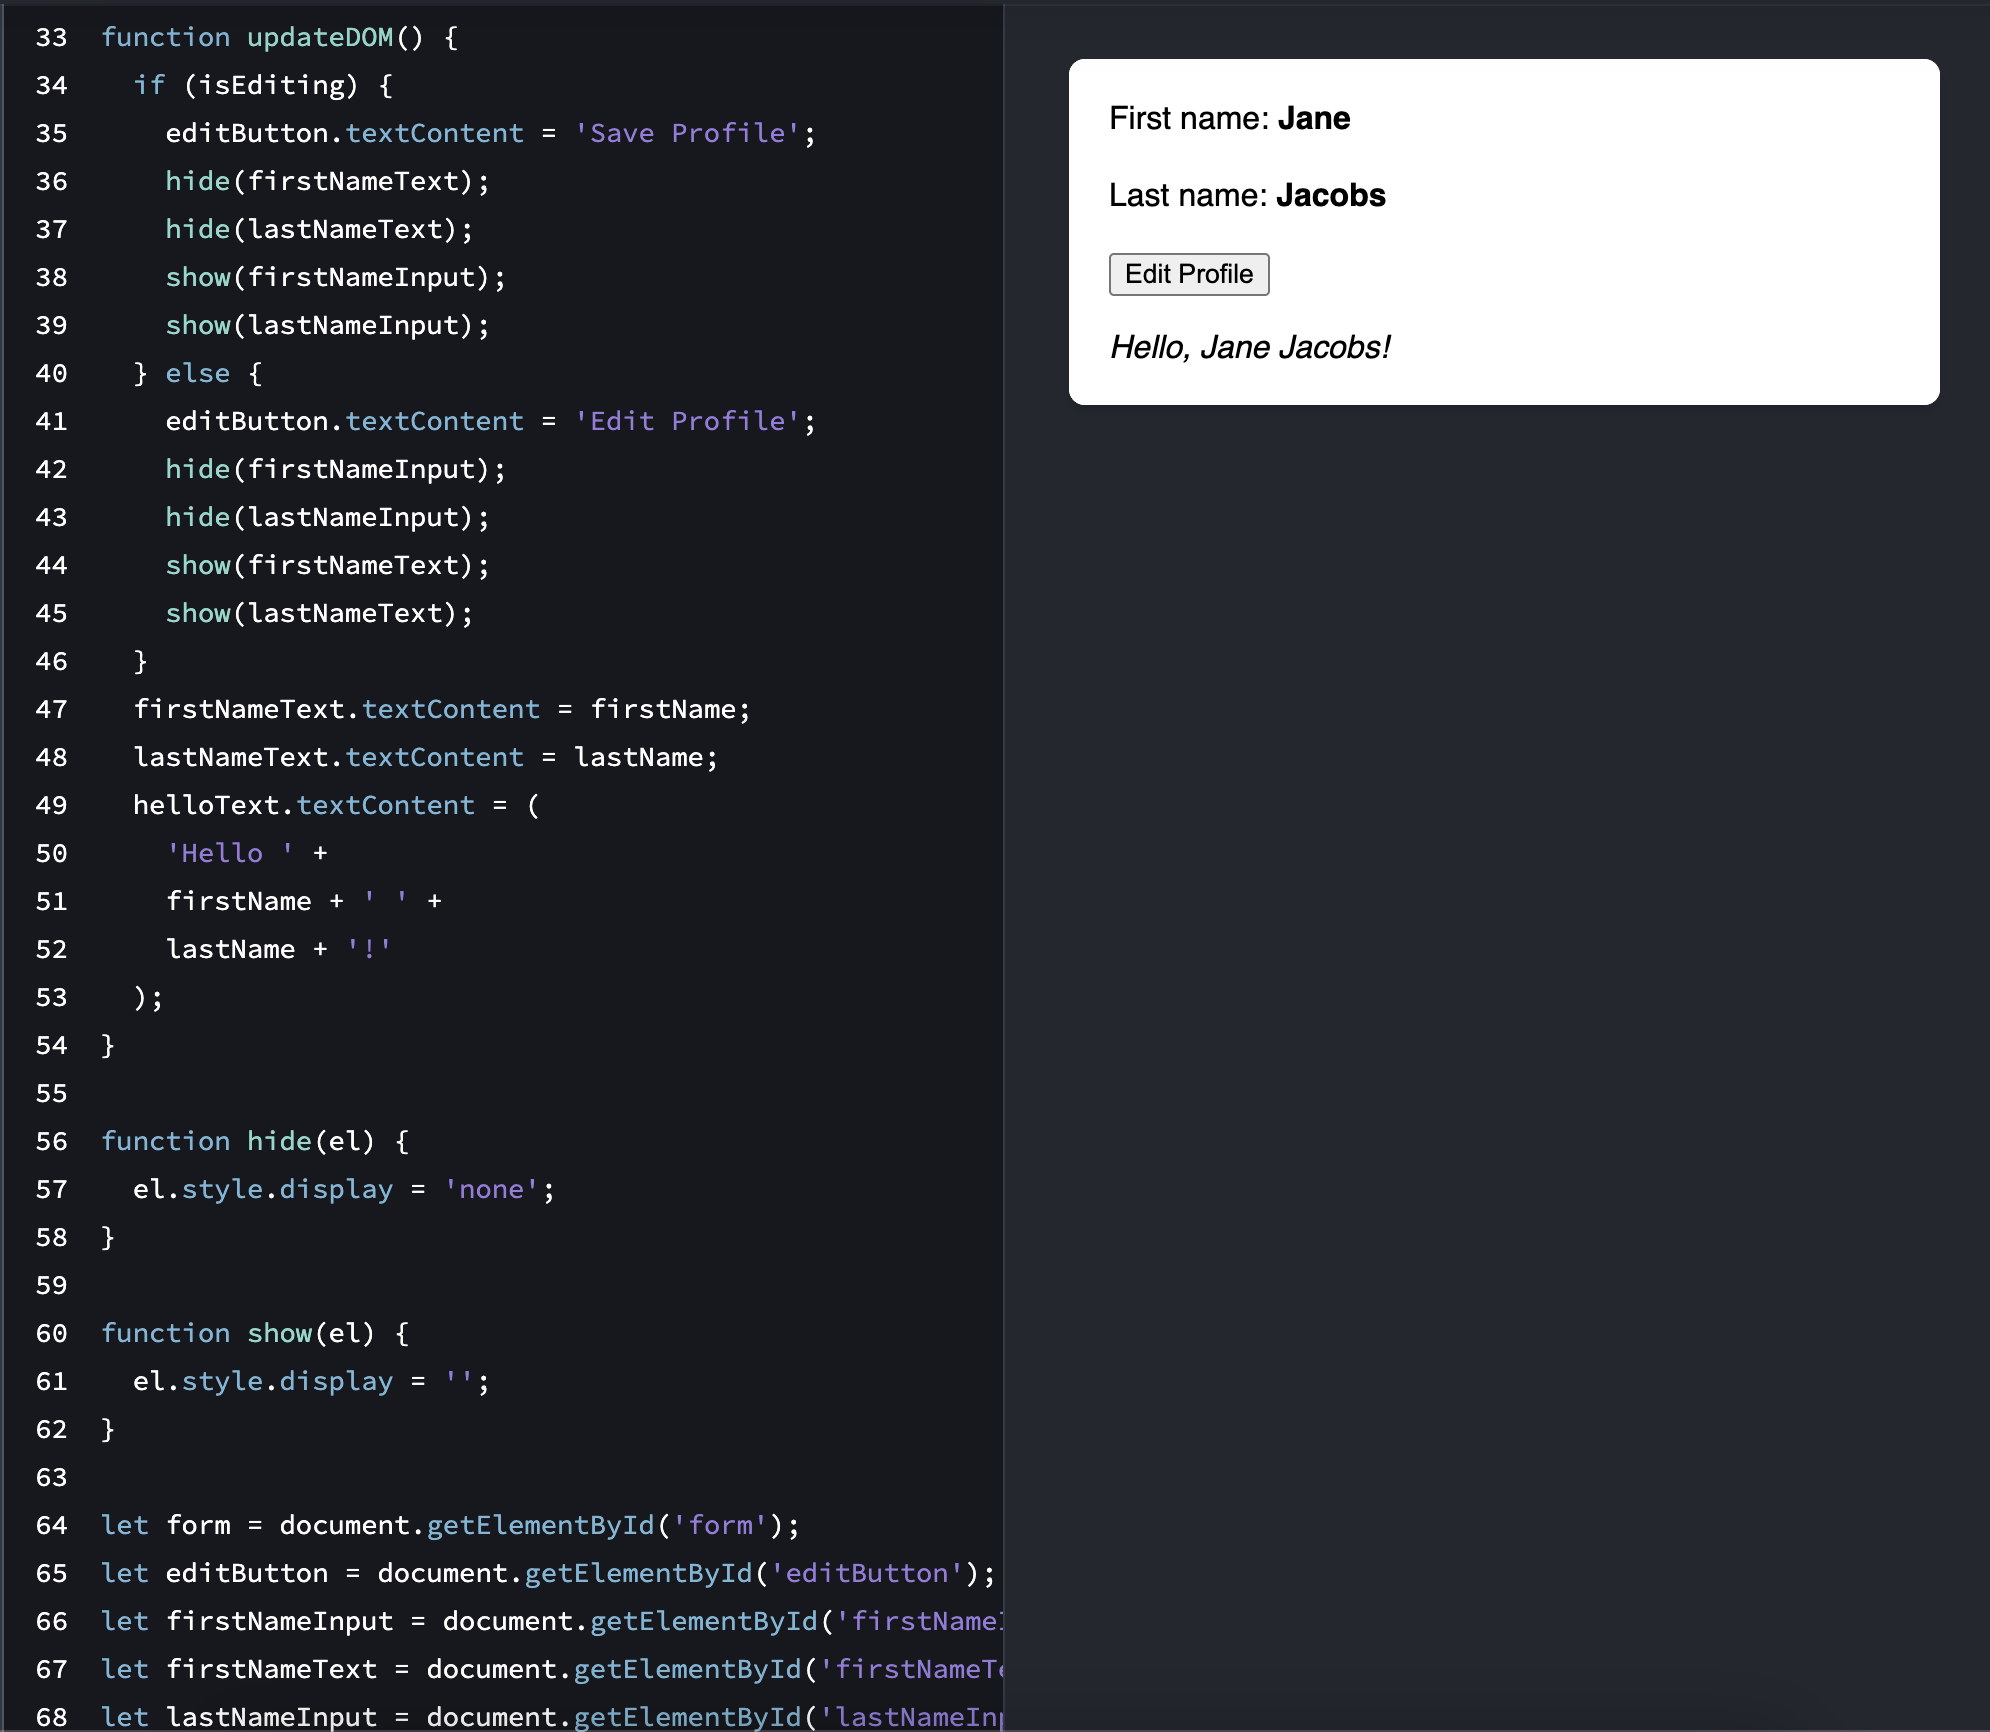 33 function updateDOM() {
34 if (isEditing) {
35 editButton.textContent = 'Save Profile';
36 hide(firstNameText);
37 hide(lastNameText);
38 show(firstNameInput);
39 show(lastNameInput);
40 } else {
41 editButton.textContent = 'Edit Profile';
42 hide(firstNameInput);
43 hide(lastNameInput);
44 show(firstNameText);
45 show(lastNameText);
46 }
47 firstNameText.textContent = firstName;
48 lastNameText.textContent = lastName;
49 helloText.textContent = (
50 'Hello ' +
51 firstName + ' ' +
52 lastName + '!'
53 );
54 }
55
56 function hide(el) {
57 el.style.display = 'none';
58 }
59
60 function show(el) {
61 el.style.display = '';
62 }
63
64 let form = document.getElementById('form');
65 let editButton = document.getElementById('editButton');
66 let firstNameInput = document.getElementById('firstName
67 let firstNameText = document.getElementById('firstNameT
68 let lastNameInput = document.getElementById('lastNameIn
First name: Jane
Last name: Jacobs
Edit Profile
Hello, Jane Jacobs!